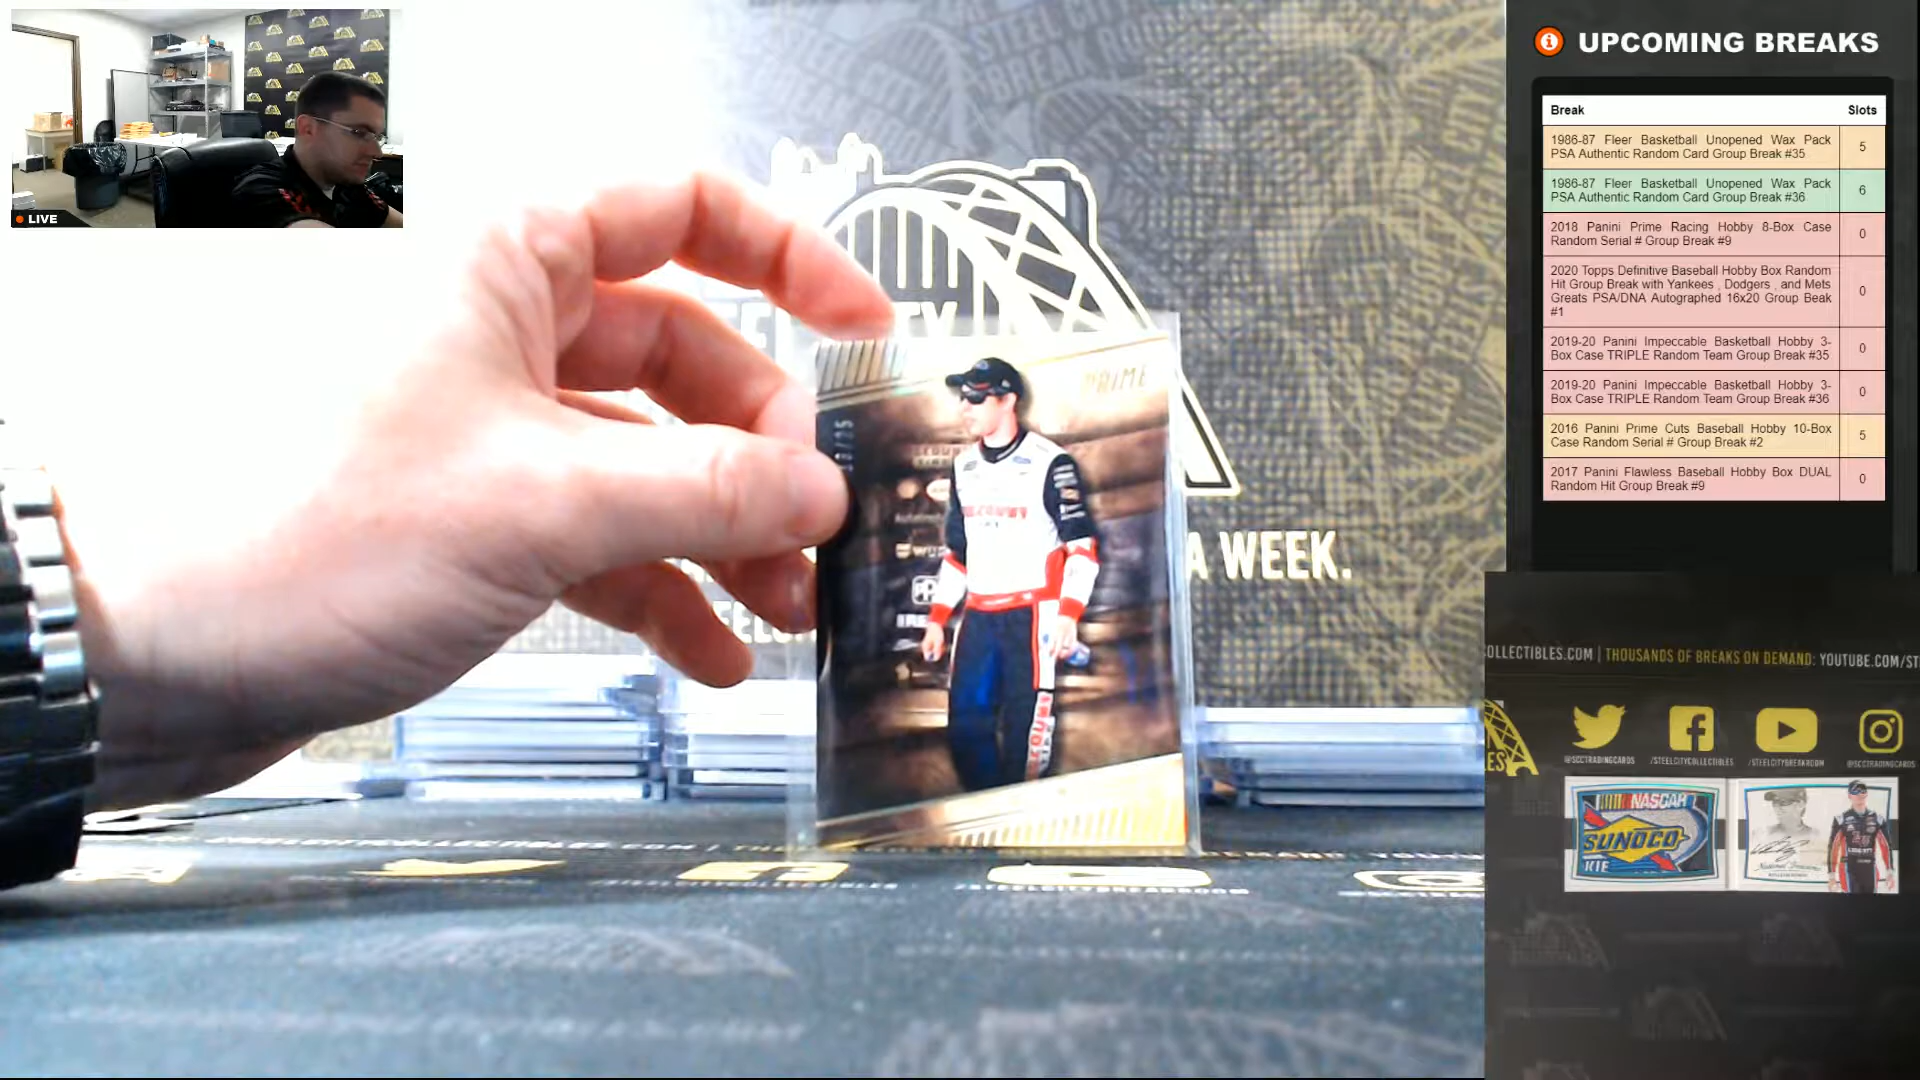 LIVE
UPCOMING BREAKS
Break Slots
1986-87 Fleer Basketball Unopened Wax Pack
PSA Authentic Random Card Group Break #35
5
1986-87 Fleer Basketball Unopened Wax Pack
PSA Authentic Random Card Group Break #36
6
2018 Panini Prime Racing Hobby 8-Box Case
Random Serial # Group Break #9
0
2020 Topps Definitive Baseball Hobby Box Random
Hit Group Break with Yankees , Dodgers , and Mets
Greats PSA/DNA Autographed 16x20 Group Beak
#1
0
2019-20 Panini Impeccable Basketball Hobby 3-
Box Case TRIPLE Random Team Group Break #35
0
2019-20 Panini Impeccable Basketball Hobby 3-
Box Case TRIPLE Random Team Group Break #36
0
2016 Panini Prime Cuts Baseball Hobby 10-Box
Case Random Serial # Group Break #2
5
2017 Panini Flawless Baseball Hobby Box DUAL
Random Hit Group Break #9
0
PRIME
A WEEK.
OLLECTIBLES.COM | THOUSANDS OF BREAKS ON DEMAND: YOUTUBE.COM/ST
@SCCTRADINGCARDS /STEELCITYCOLLECTIBLES /STEELCITYBREAKROOM @SCCTRADINGCARDS
NASCAR
SUNOCO